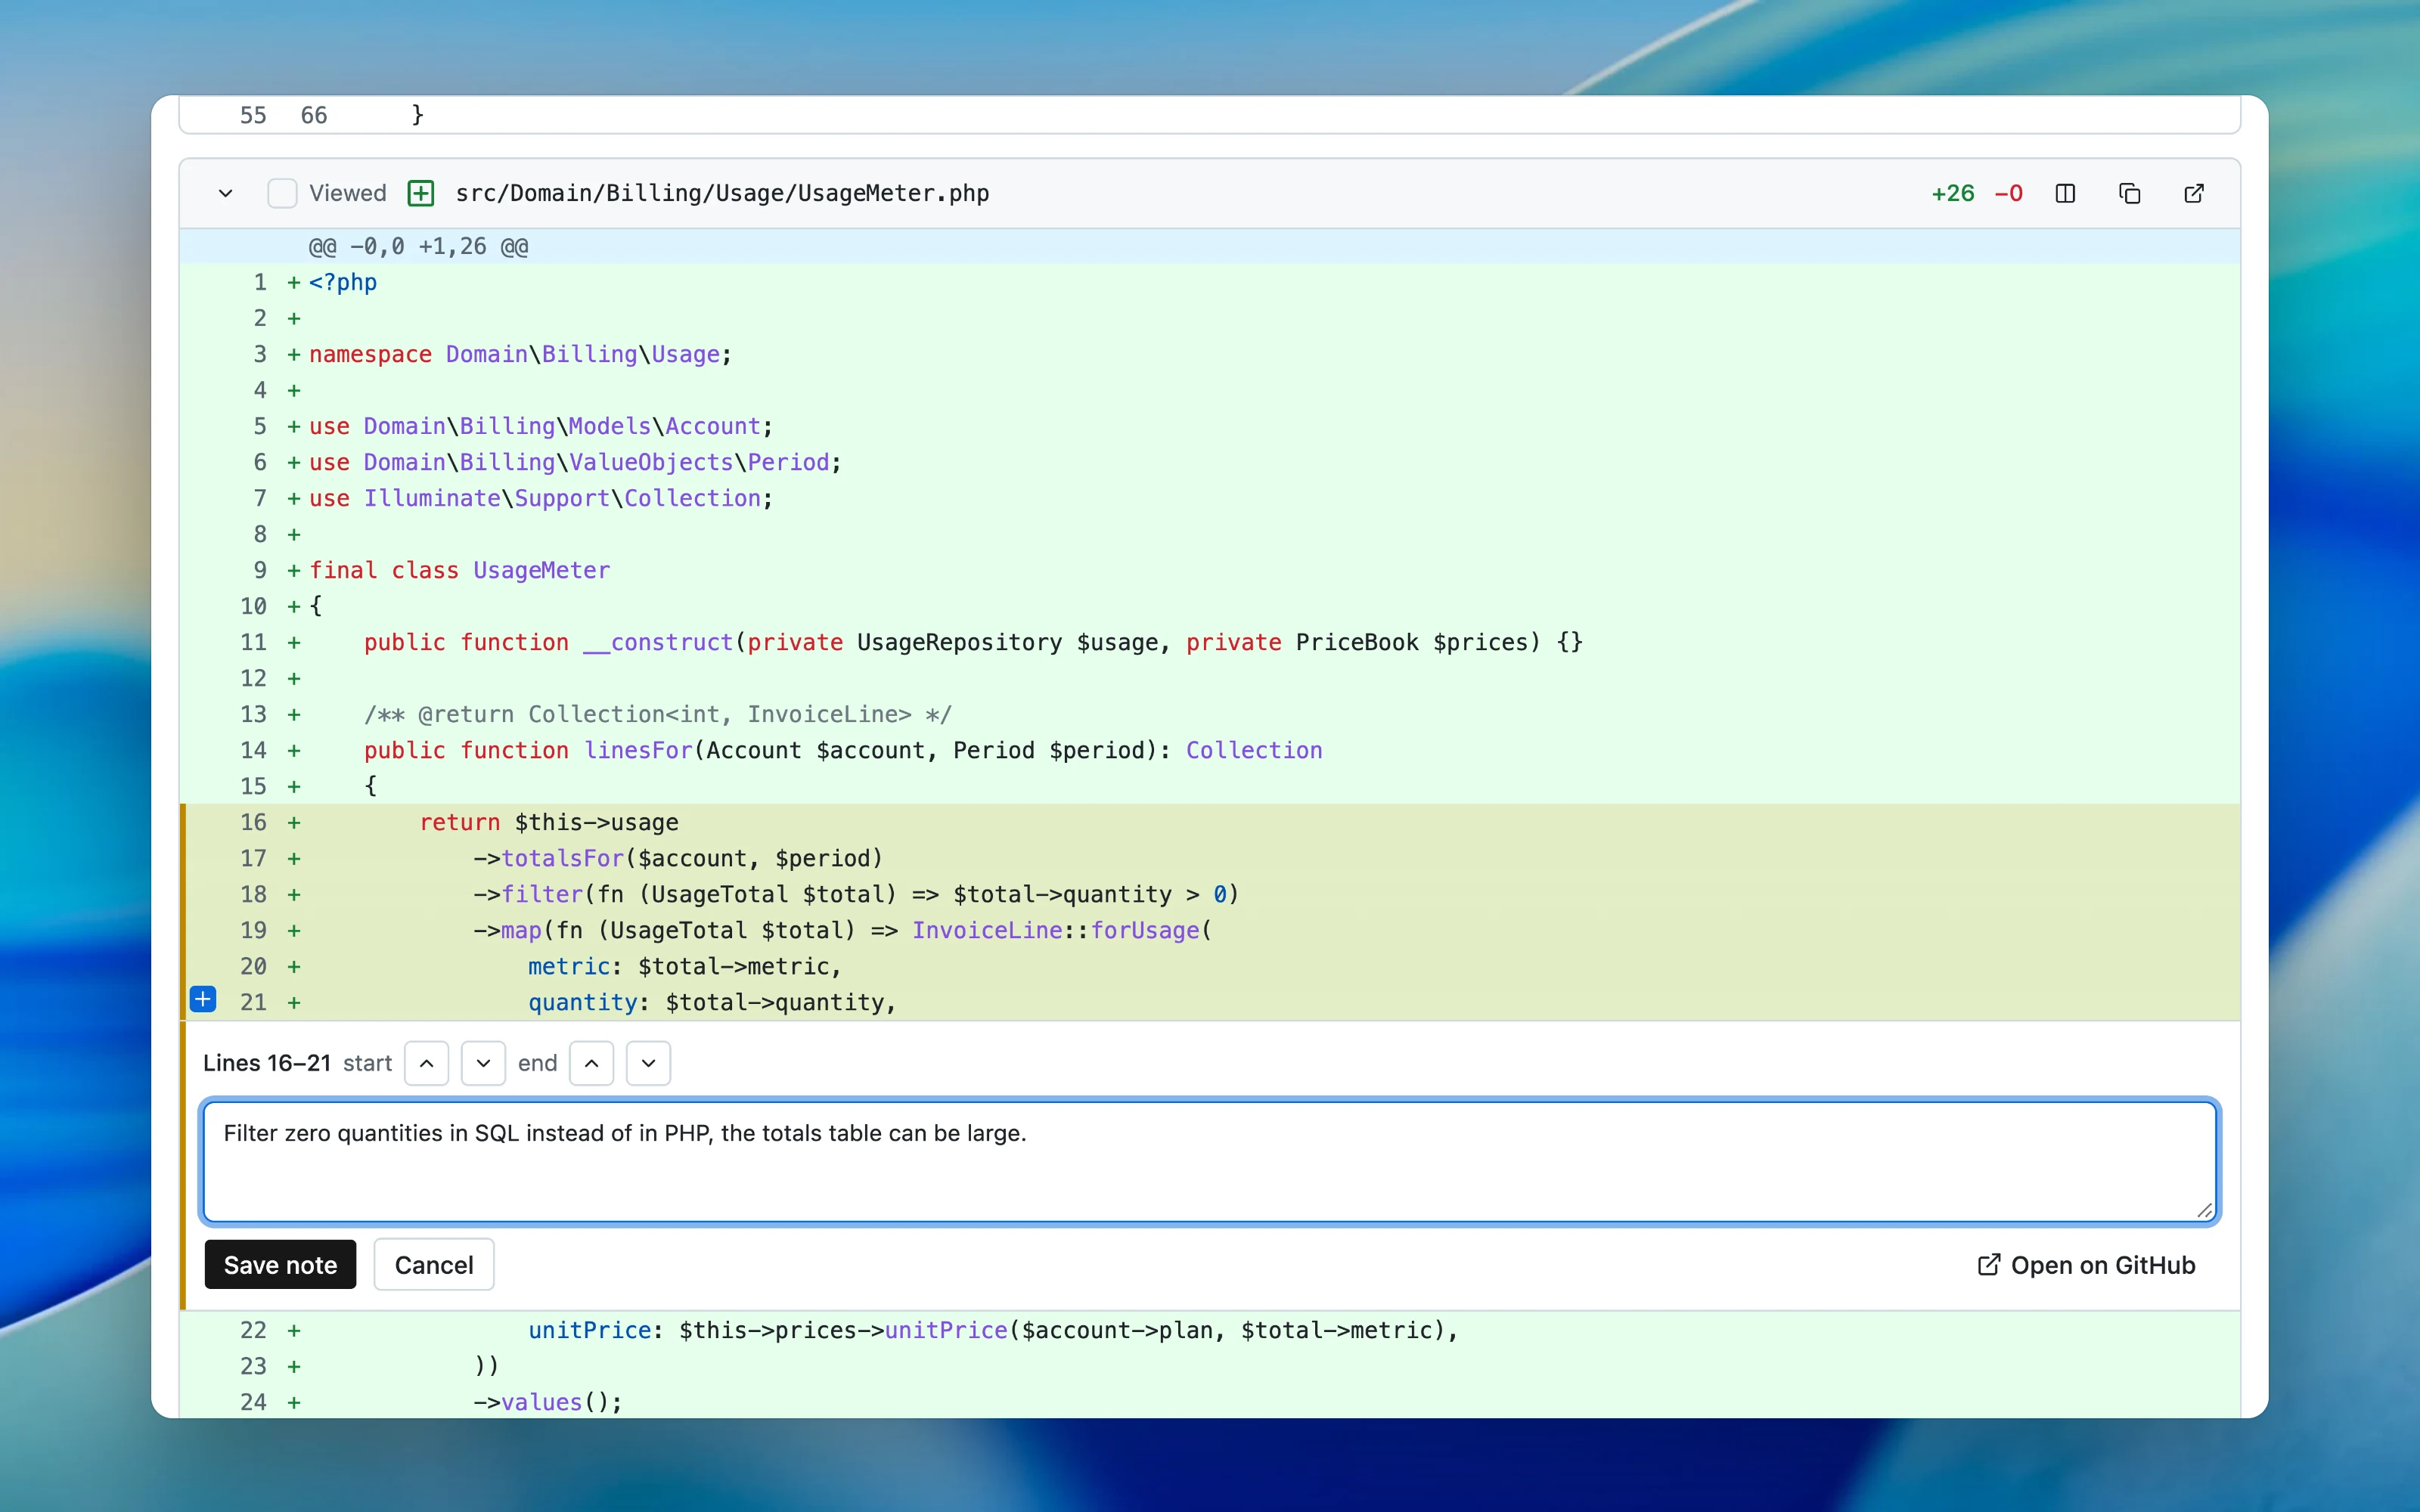 55 66 }
Viewed src/Domain/Billing/Usage/UsageMeter.php +26 −0
@@ −0,0 +1,26 @@
1 +<?php
2 +
3 +namespace Domain\Billing\Usage;
4 +
5 +use Domain\Billing\Models\Account;
6 +use Domain\Billing\ValueObjects\Period;
7 +use Illuminate\Support\Collection;
8 +
9 +final class UsageMeter
10 +{
11 +    public function __construct(private UsageRepository $usage, private PriceBook $prices) {}
12 +
13 +    /** @return Collection<int, InvoiceLine> */
14 +    public function linesFor(Account $account, Period $period): Collection
15 +    {
16 +        return $this->usage
17 +            ->totalsFor($account, $period)
18 +            ->filter(fn (UsageTotal $total) => $total->quantity > 0)
19 +            ->map(fn (UsageTotal $total) => InvoiceLine::forUsage(
20 +                metric: $total->metric,
21 +                quantity: $total->quantity,
Lines 16–21 start end
Filter zero quantities in SQL instead of in PHP, the totals table can be large.
Save note Cancel Open on GitHub
22 +                unitPrice: $this->prices->unitPrice($account->plan, $total->metric),
23 +            ))
24 +            ->values();